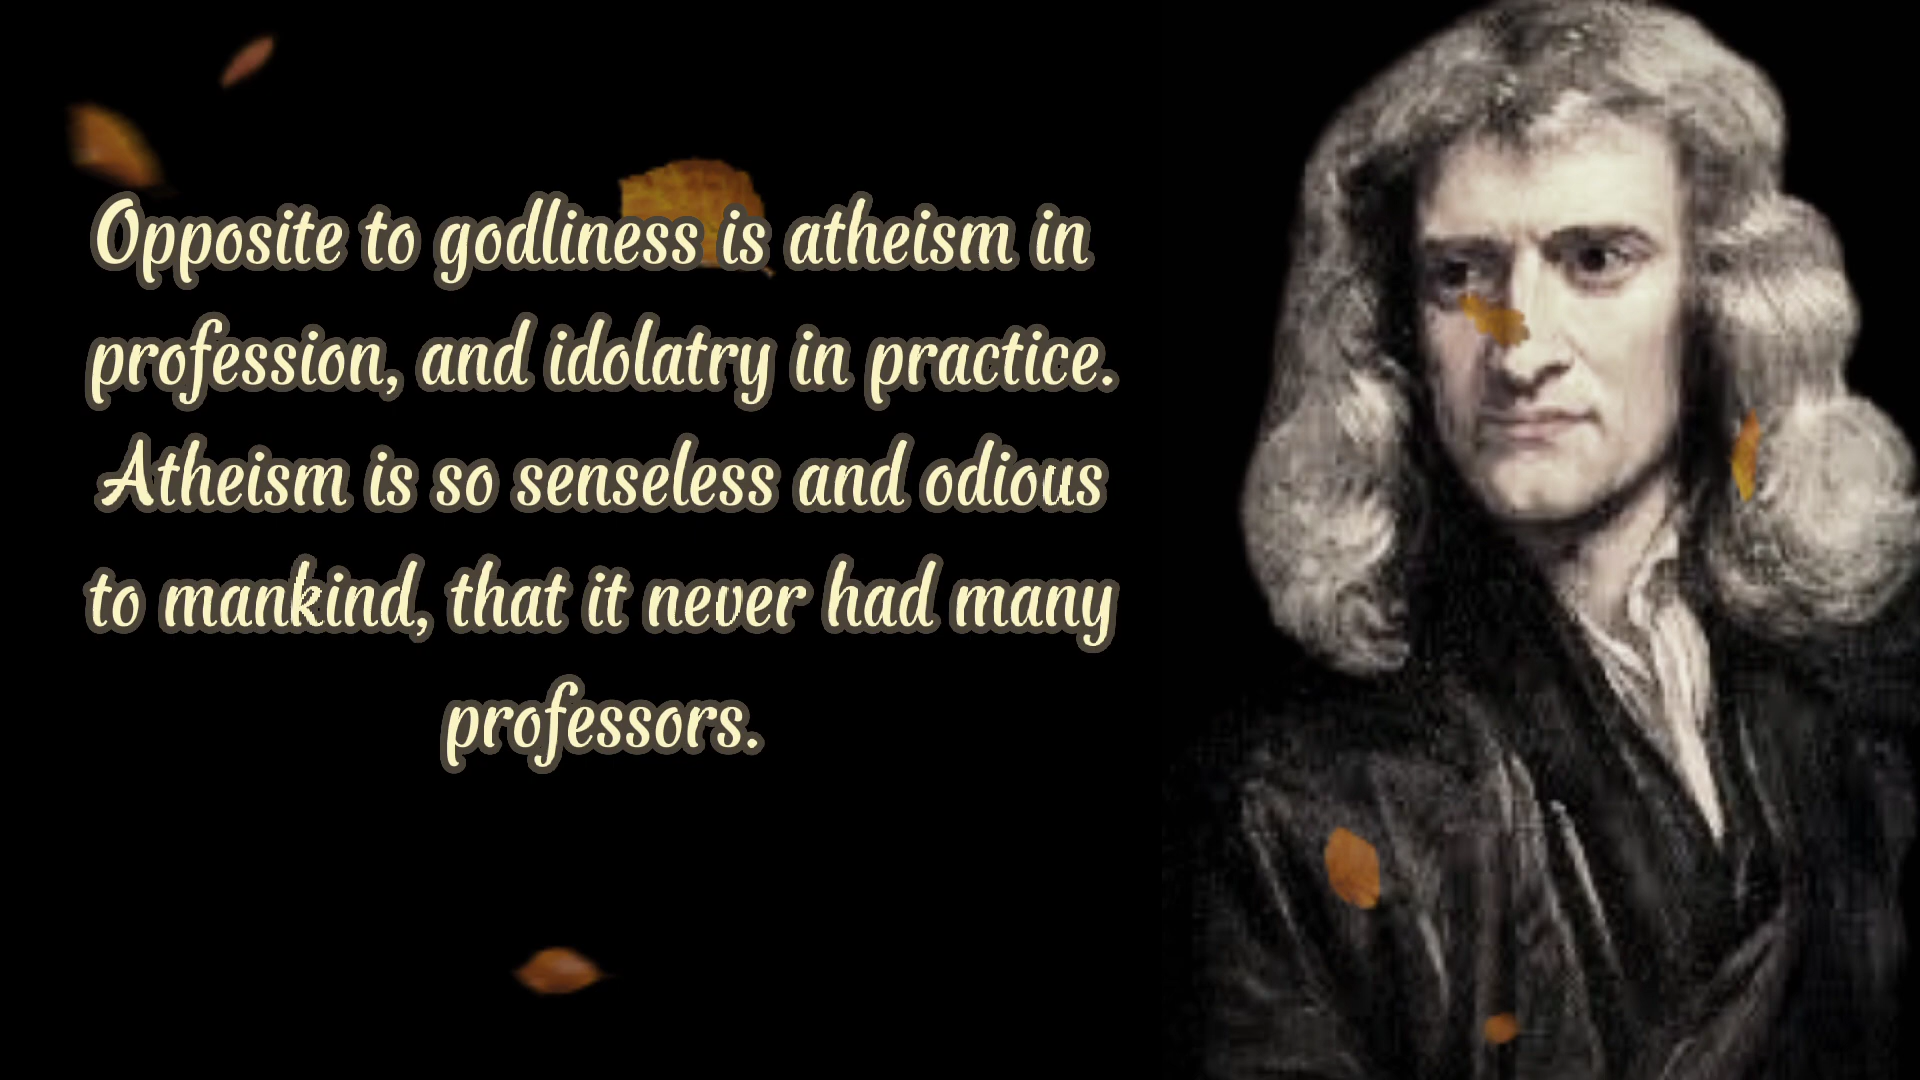 Opposite to godliness is atheism in
profession, and idolatry in practice.
Atheism is so senseless and odious
to mankind, that it never had many
professors.